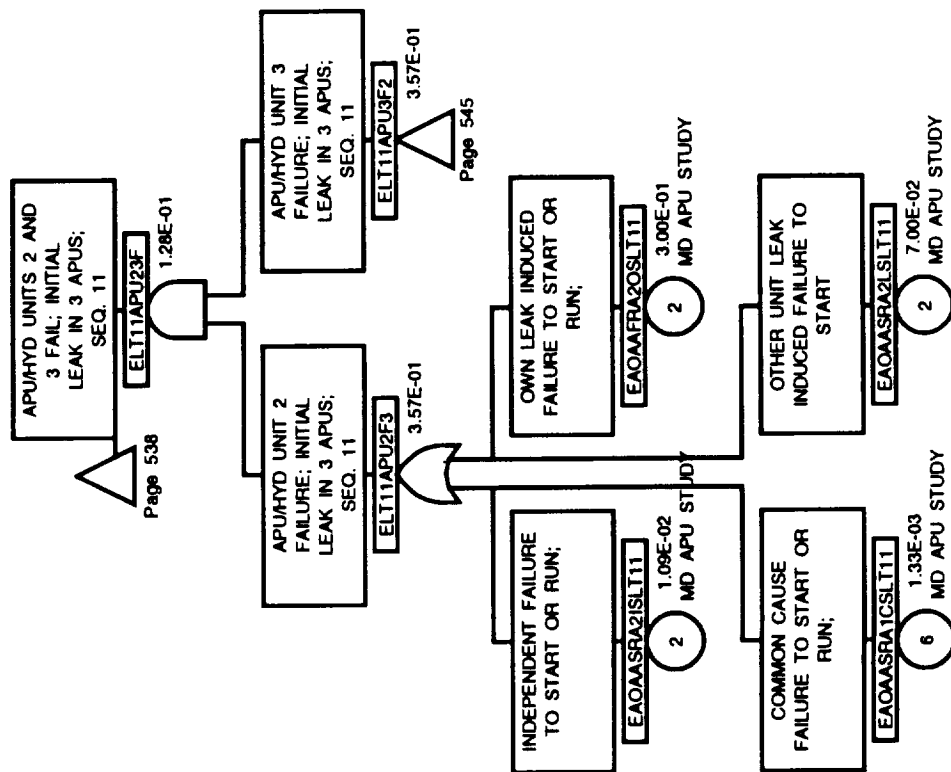 APU/HYD UNITS 2 AND
3 FAIL; INITIAL
LEAK IN 3 APUS;
SEQ. 11
ELT11APU23F
1.28E-01
Page 538
APU/HYD UNIT 2
FAILURE; INITIAL
LEAK IN 3 APUS;
SEQ. 11
ELT11APU2F3
3.57E-01
APU/HYD UNIT 3
FAILURE; INITIAL
LEAK IN 3 APUS;
SEQ. 11
ELT11APU3F2
3.57E-01
Page 545
INDEPENDENT FAILURE
TO START OR RUN;
EAOAASRA2ISLT11
2
1.09E-02
MD APU STUDY
OWN LEAK INDUCED
FAILURE TO START OR
RUN;
EAOAAFRA2OSLT11
2
3.00E-01
MD APU STUDY
COMMON CAUSE
FAILURE TO START OR
RUN;
EAOAASRA1CSLT11
6
1.33E-03
MD APU STUDY
OTHER UNIT LEAK
INDUCED FAILURE TO
START
EAOAASRA2LSLT11
2
7.00E-02
MD APU STUDY